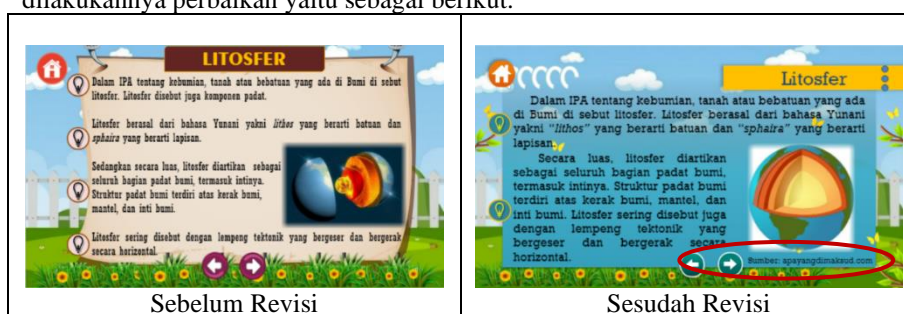 dilakukannya perbaikan yaitu sebagai berikut.
LITOSFER
Dalam IPA tentang kebumian, tanah atau bebatuan yang ada di Bumi di sebut
litosfer. Litosfer disebut juga komponen padat.
Litosfer berasal dari bahasa Yunani yakni lithos yang berarti batuan dan
sphaira yang berarti lapisan.
Sedangkan secara luas, litosfer diartikan sebagai
seluruh bagian padat bumi, termasuk intinya.
Struktur padat bumi terdiri atas kerak bumi,
mantel, dan inti bumi.
Litosfer sering disebut dengan lempeng tektonik yang bergeser dan bergerak
secara horizontal.
Sebelum Revisi
Litosfer
Dalam IPA tentang kebumian, tanah atau bebatuan yang ada
di Bumi di sebut litosfer. Litosfer berasal dari bahasa Yunani
yakni "lithos" yang berarti batuan dan "sphaira" yang berarti
lapisan.
Secara luas, litosfer diartikan
sebagai seluruh bagian padat bumi,
termasuk intinya. Struktur padat bumi
terdiri atas kerak bumi, mantel, dan
inti bumi. Litosfer sering disebut juga
dengan lempeng tektonik yang
bergeser dan bergerak secara
horizontal.
Sumber: apayangdimaksud.com
Sesudah Revisi